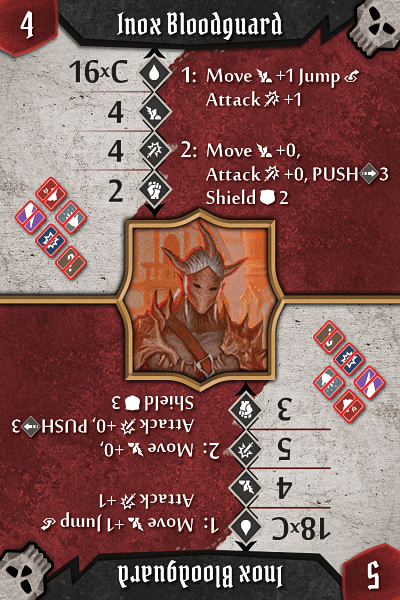 4
Inox Bloodguard
16xC
4
4
2
1: Move +1 Jump
Attack +1
2: Move +0,
Attack +0, PUSH 3
Shield 2
5
Inox Bloodguard
18xC
4
5
3
1: Move +1 Jump
Attack +1
2: Move +0,
Attack +0, PUSH 3
Shield 3